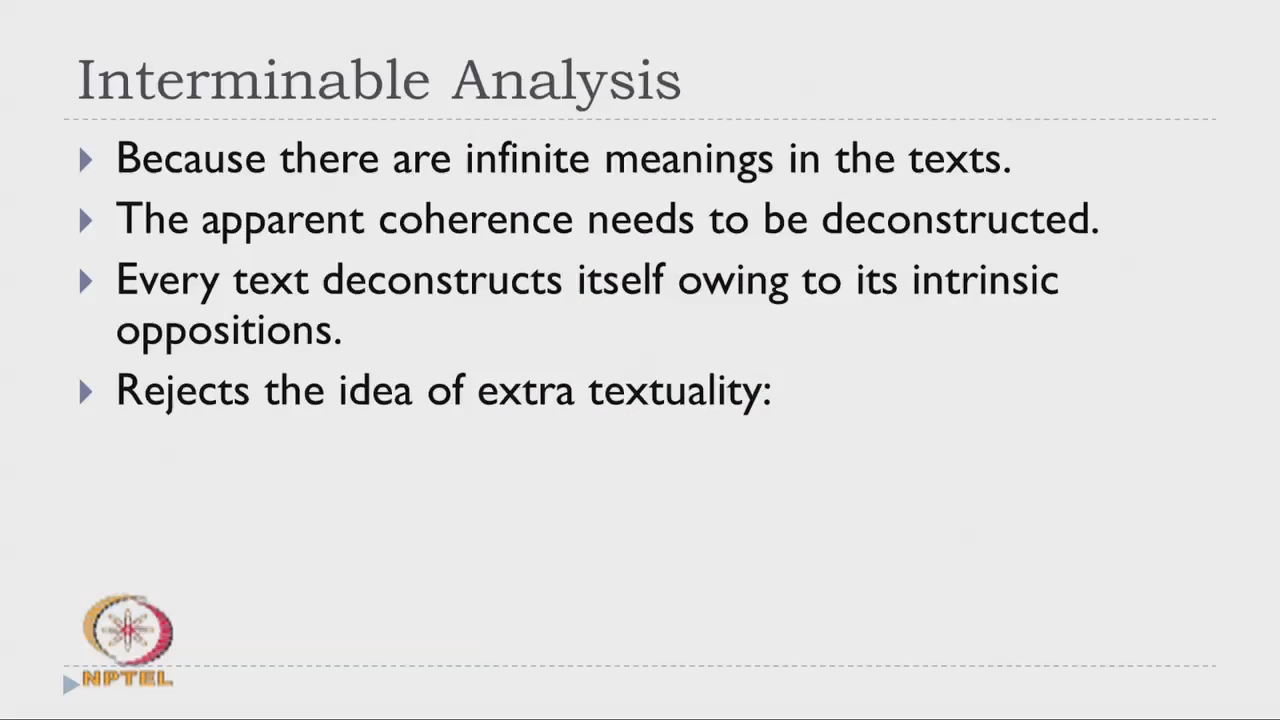 Interminable Analysis
Because there are infinite meanings in the texts.
The apparent coherence needs to be deconstructed.
Every text deconstructs itself owing to its intrinsic
oppositions.
Rejects the idea of extra textuality:
NPTEL